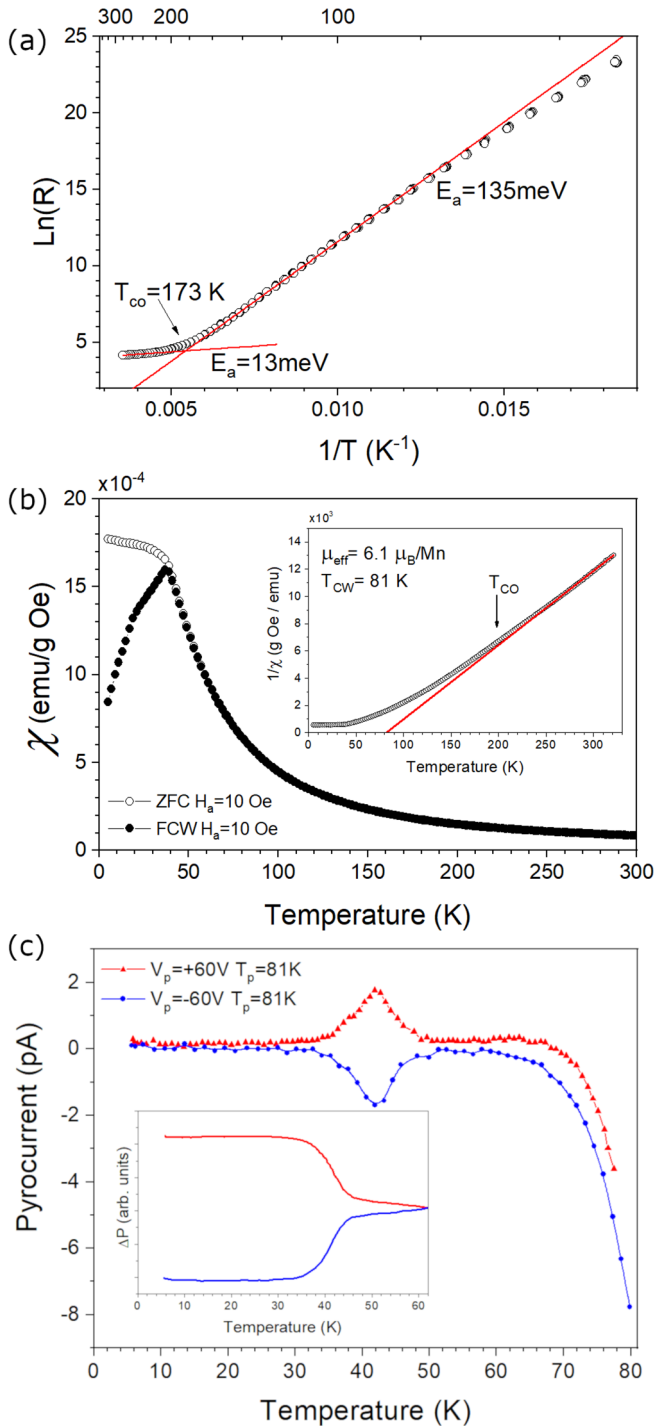 (a)
300 200 100
25
20
15
10
5
Ln(R)
E_a=135meV
T_co=173 K
E_a=13meV
0.005 0.010 0.015
1/T (K⁻¹)
(b)
x10⁻⁴
20
15
10
5
0
χ (emu/g Oe)
ZFC H_a=10 Oe
FCW H_a=10 Oe
x10³
14
12
10
8
6
4
2
0
1/χ (g Oe / emu)
μ_eff= 6.1 μ_B/Mn
T_CW= 81 K
T_CO
0 50 100 150 200 250 300
Temperature (K)
0 50 100 150 200 250 300
Temperature (K)
(c)
V_p=+60V T_p=81K
V_p=-60V T_p=81K
2
0
-2
-4
-6
-8
Pyrocurrent (pA)
ΔP (arb. units)
0 10 20 30 40 50 60
Temperature (K)
0 10 20 30 40 50 60 70 80
Temperature (K)